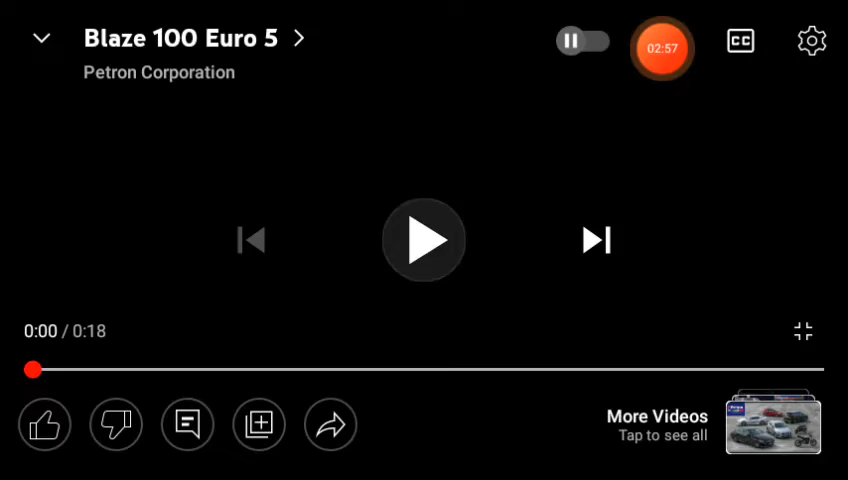 Blaze 100 Euro 5
02:57
CC
Petron Corporation
0:00 / 0:18
More Videos
Tap to see all